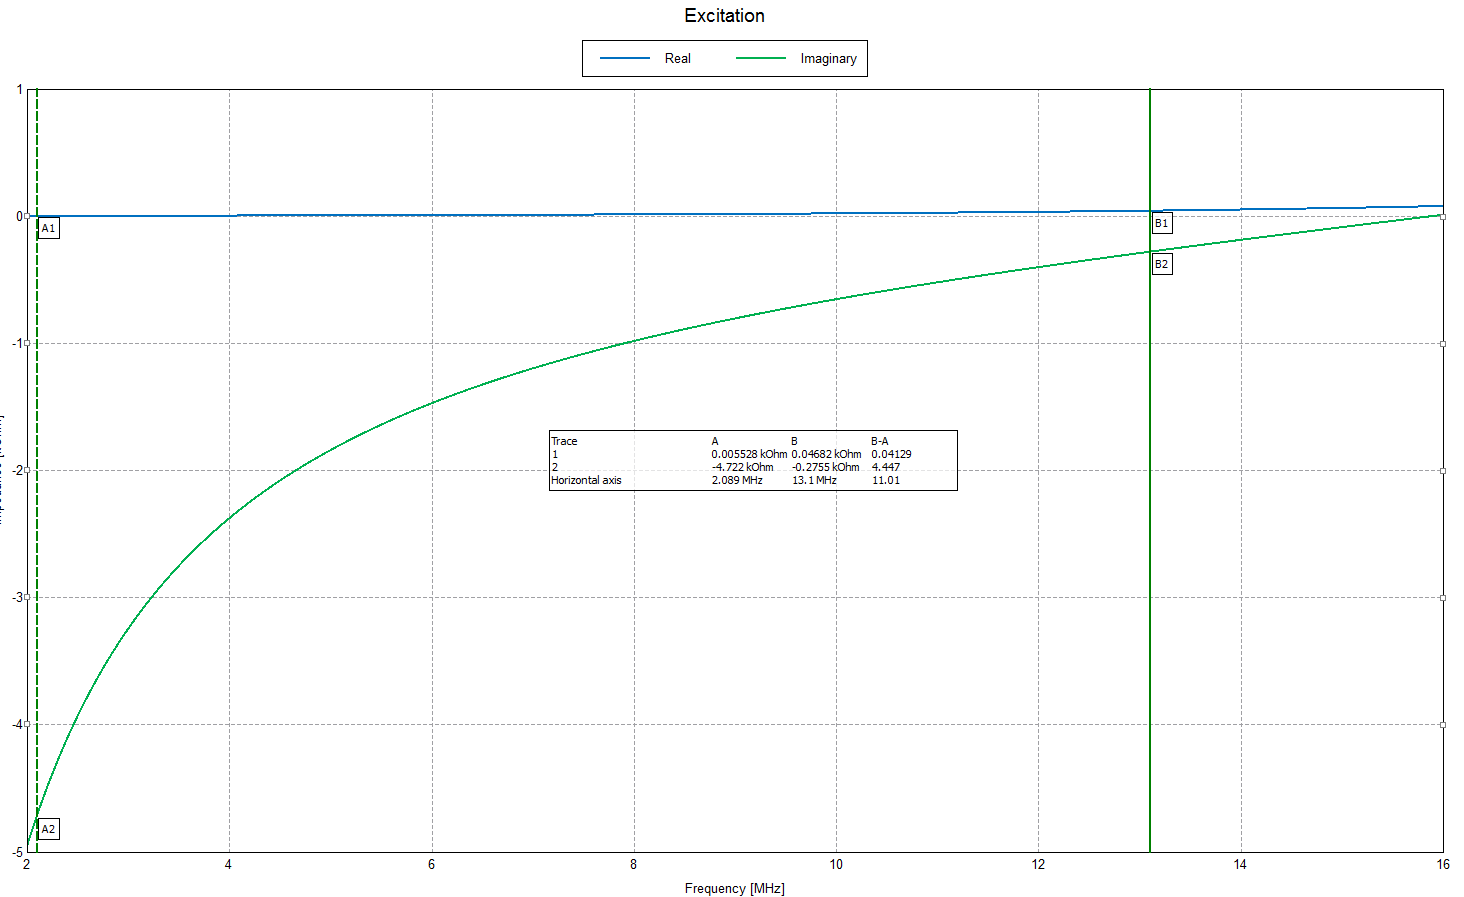 Excitation
Real Imaginary
1
0
-1
-2
-3
-4
-5
A1
B1
B2
A2
Trace A B B-A
1 0.005528 kOhm 0.04682 kOhm 0.04129
2 -4.722 kOhm -0.2755 kOhm 4.447
Horizontal axis 2.089 MHz 13.1 MHz 11.01
2 4 6 8 10 12 14 16
Frequency [MHz]